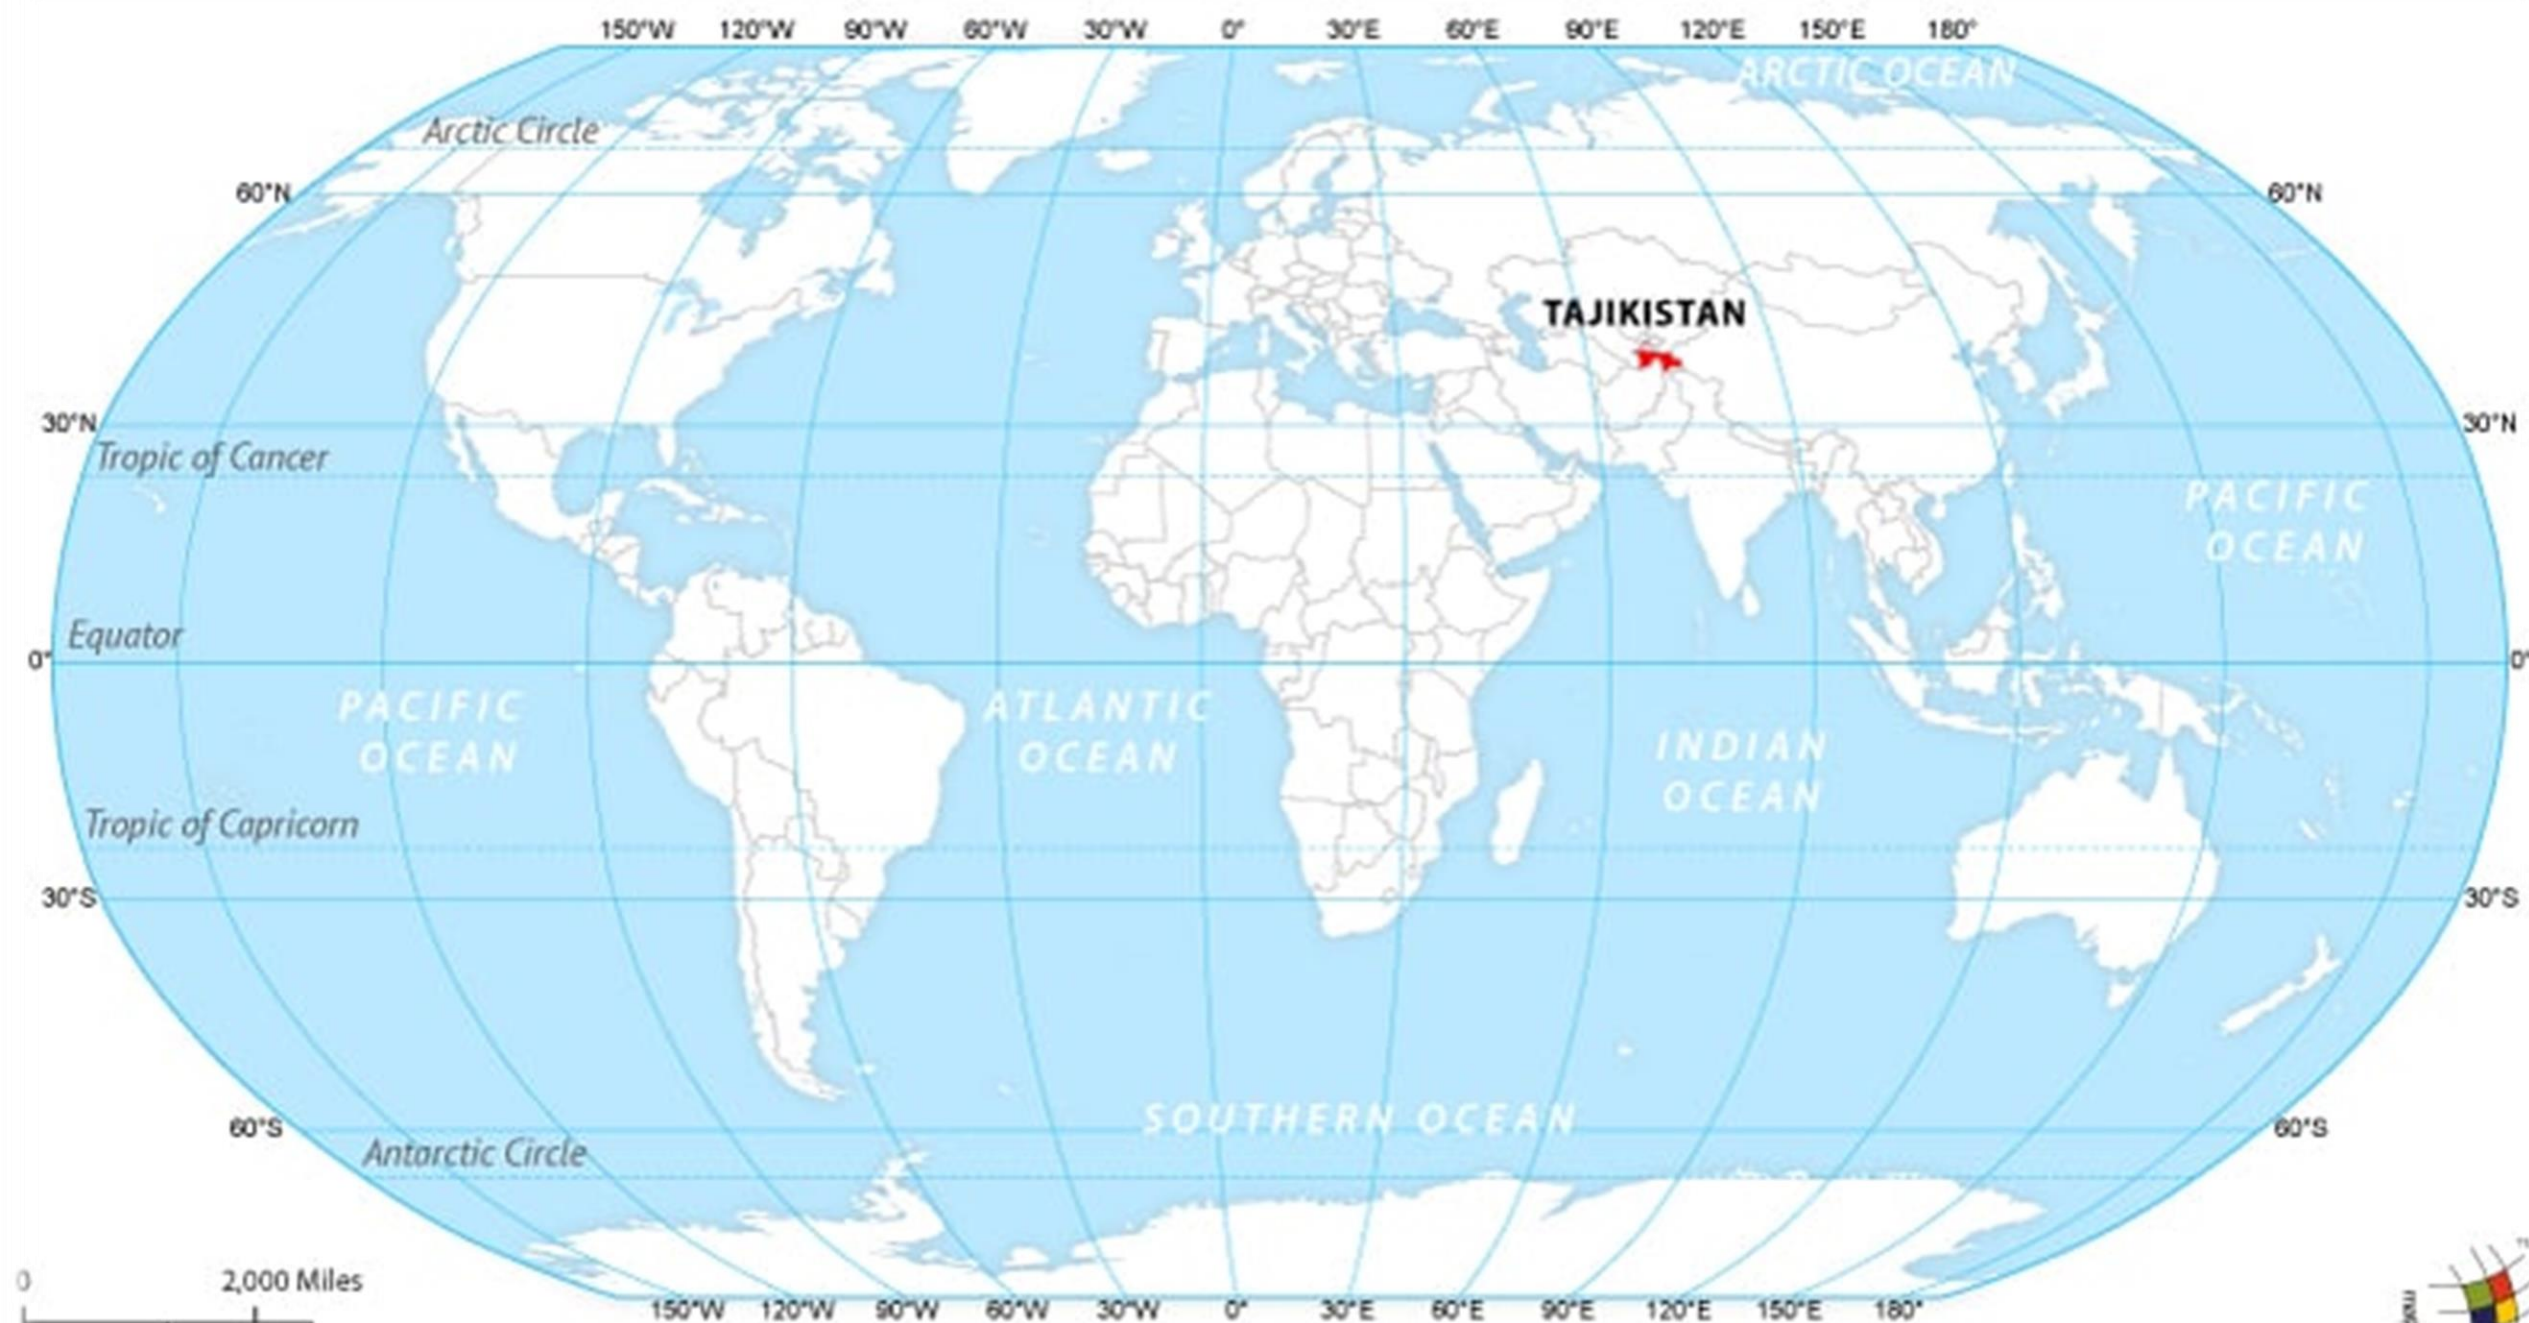 150°W 120°W 90°W 60°W 30°W 0° 30°E 60°E 90°E 120°E 150°E 180°
ARCTIC OCEAN
Arctic Circle
60°N 60°N
TAJIKISTAN
30°N 30°N
Tropic of Cancer
PACIFIC
OCEAN
Equator
0° 0°
PACIFIC
OCEAN
ATLANTIC
OCEAN
INDIAN
OCEAN
Tropic of Capricorn
30°S 30°S
SOUTHERN OCEAN
60°S 60°S
Antarctic Circle
0 2,000 Miles
150°W 120°W 90°W 60°W 30°W 0° 30°E 60°E 90°E 120°E 150°E 180°